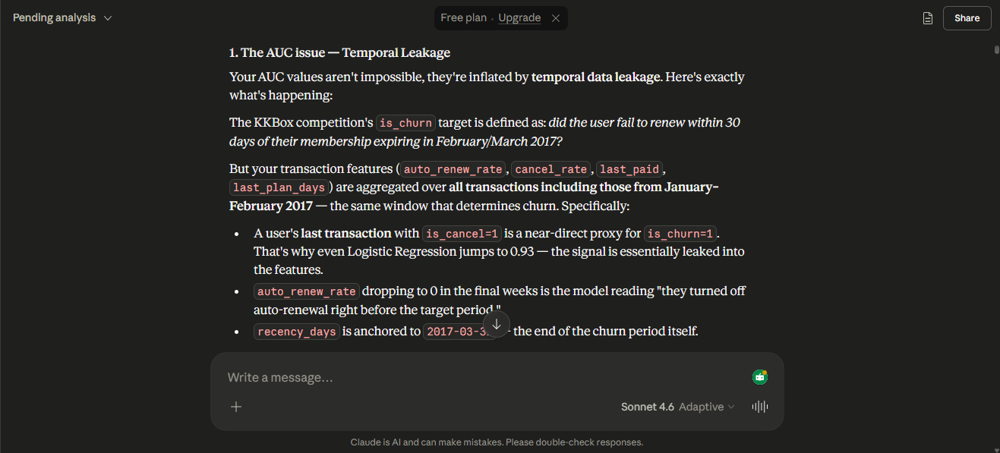 Pending analysis
Free plan · Upgrade
Share
1. The AUC issue — Temporal Leakage
Your AUC values aren't impossible, they're inflated by temporal data leakage. Here's exactly
what's happening:
The KKBox competition's is_churn target is defined as: did the user fail to renew within 30
days of their membership expiring in February/March 2017?
But your transaction features ( auto_renew_rate , cancel_rate , last_paid ,
last_plan_days ) are aggregated over all transactions including those from January–
February 2017 — the same window that determines churn. Specifically:
• A user's last transaction with is_cancel=1 is a near-direct proxy for is_churn=1 .
That's why even Logistic Regression jumps to 0.93 — the signal is essentially leaked into
the features.
• auto_renew_rate dropping to 0 in the final weeks is the model reading "they turned off
auto-renewal right before the target period."
• recency_days is anchored to 2017-03-3 - the end of the churn period itself.
Write a message...
Sonnet 4.6 Adaptive
Claude is AI and can make mistakes. Please double-check responses.